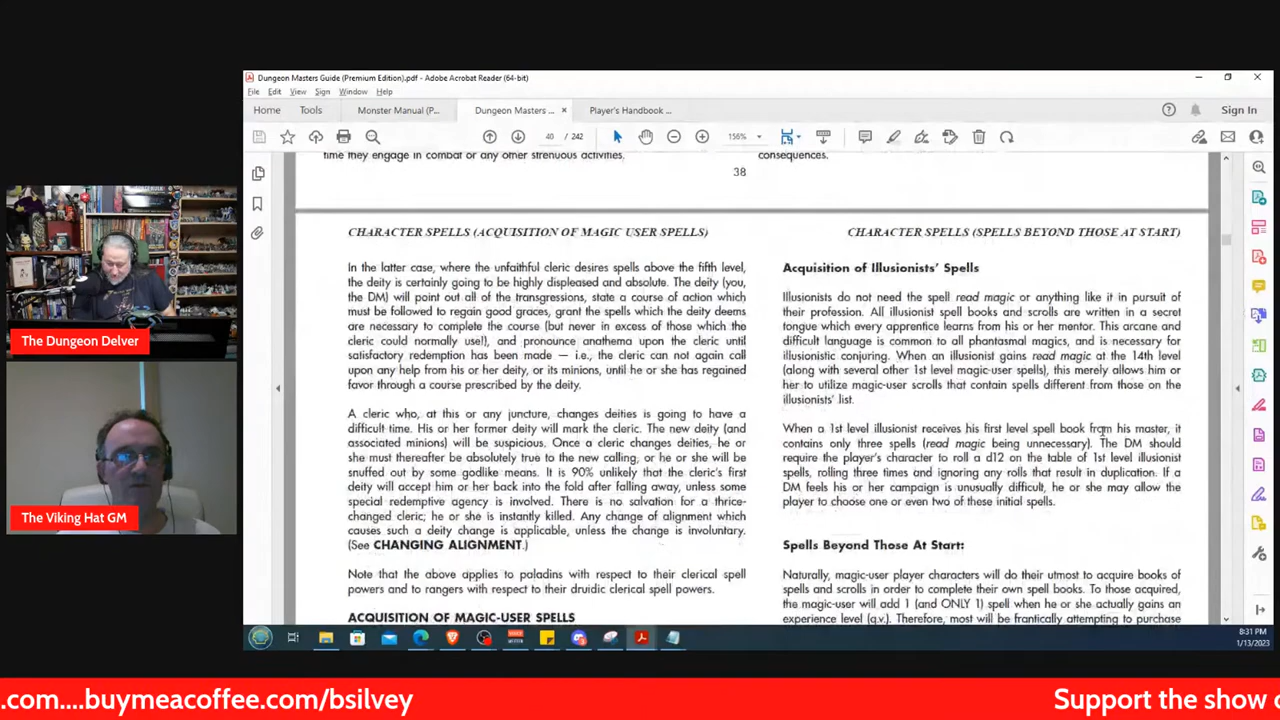 Dungeon Masters Guide (Premium Edition).pdf - Adobe Acrobat Reader (64-bit)
File Edit View Sign Window Help
Home Tools Monster Manual (P... Dungeon Masters ... × Player's Handbook ... Sign In
40 / 242 156%
time they engage in combat or any other strenuous activities.
consequences.
38
CHARACTER SPELLS (ACQUISITION OF MAGIC USER SPELLS)
In the latter case, where the unfaithful cleric desires spells above the fifth level,
the deity is certainly going to be highly displeased and absolute. The deity (you,
the DM) will point out all of the transgressions, state a course of action which
must be followed to regain good graces, grant the spells which the deity deems
are necessary to complete the course (but never in excess of those which the
cleric could normally use!), and pronounce anathema upon the cleric until
satisfactory redemption has been made — i.e., the cleric can not again call
upon any help from his or her deity, or its minions, until he or she has regained
favor through a course prescribed by the deity.
A cleric who, at this or any juncture, changes deities is going to have a
difficult time. His or her former deity will mark the cleric. The new deity (and
associated minions) will be suspicious. Once a cleric changes deities, he or
she must thereafter be absolutely true to the new calling, or he or she will be
snuffed out by some godlike means. It is 90% unlikely that the cleric's first
deity will accept him or her back into the fold after falling away, unless some
special redemptive agency is involved. There is no salvation for a thrice-
changed cleric; he or she is instantly killed. Any change of alignment which
causes such a deity change is applicable, unless the change is involuntary.
(See CHANGING ALIGNMENT.)
Note that the above applies to paladins with respect to their clerical spell
powers and to rangers with respect to their druidic clerical spell powers.
ACQUISITION OF MAGIC-USER SPELLS
CHARACTER SPELLS (SPELLS BEYOND THOSE AT START)
Acquisition of Illusionists' Spells
Illusionists do not need the spell read magic or anything like it in pursuit of
their profession. All illusionist spell books and scrolls are written in a secret
tongue which every apprentice learns from his or her mentor. This arcane and
difficult language is common to all phantasmal magics, and is necessary for
illusionistic conjuring. When an illusionist gains read magic at the 14th level
(along with several other 1st level magic-user spells), this merely allows him or
her to utilize magic-user scrolls that contain spells different from those on the
illusionists' list.
When a 1st level illusionist receives his first level spell book from his master, it
contains only three spells (read magic being unnecessary). The DM should
require the player's character to roll a d12 on the table of 1st level illusionist
spells, rolling three times and ignoring any rolls that result in duplication. If a
DM feels his or her campaign is unusually difficult, he or she may allow the
player to choose one or even two of these initial spells.
Spells Beyond Those At Start:
Naturally, magic-user player characters will do their utmost to acquire books of
spells and scrolls in order to complete their own spell books. To those acquired,
the magic-user will add 1 (and ONLY 1) spell when he or she actually gains an
experience level (q.v.). Therefore, most will be frantically attempting to purchase
The Dungeon Delver
The Viking Hat GM
8:31 PM
1/13/2023
.com....buymeacoffee.com/bsilvey
Support the show